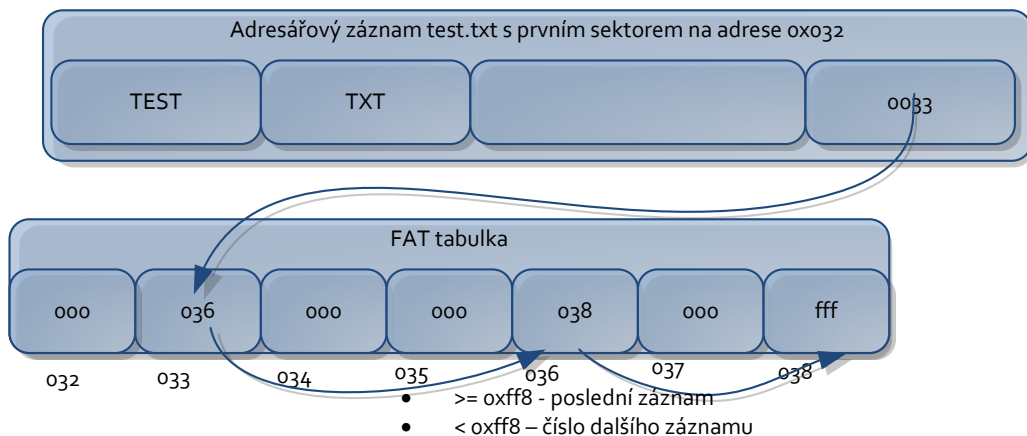 Adresářový záznam test.txt s prvním sektorem na adrese 0x032
TEST TXT 0033
FAT tabulka
000 036 000 000 038 000 fff
032 033 034 035 036 037 038
• >= 0xff8 - poslední záznam
• < 0xff8 – číslo dalšího záznamu